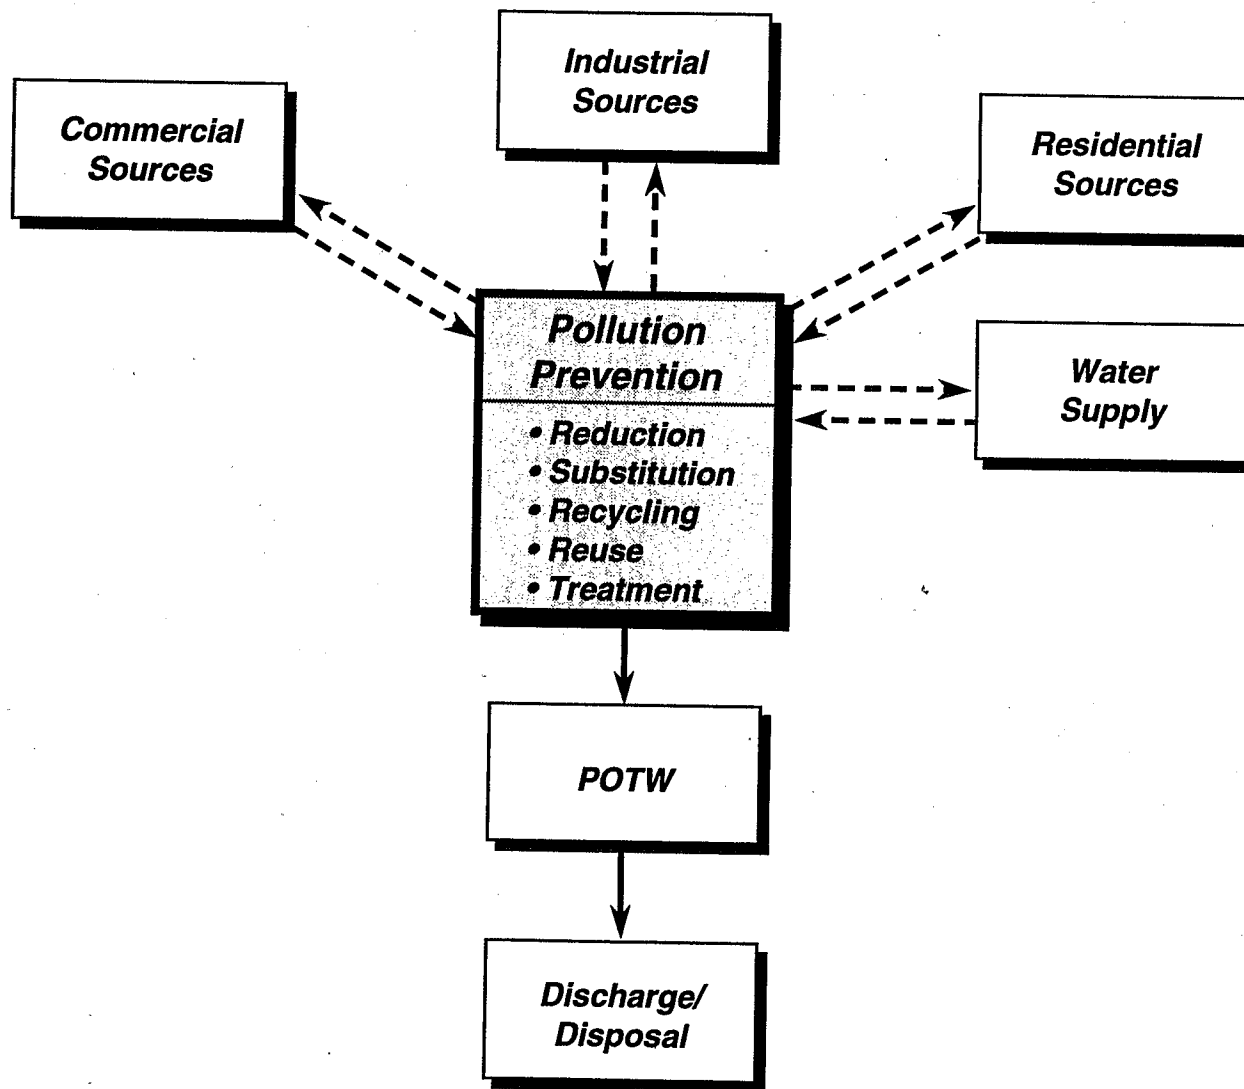 Industrial
Sources
Commercial
Sources
Residential
Sources
Pollution
Prevention
• Reduction
• Substitution
• Recycling
• Reuse
• Treatment
Water
Supply
POTW
Discharge/
Disposal